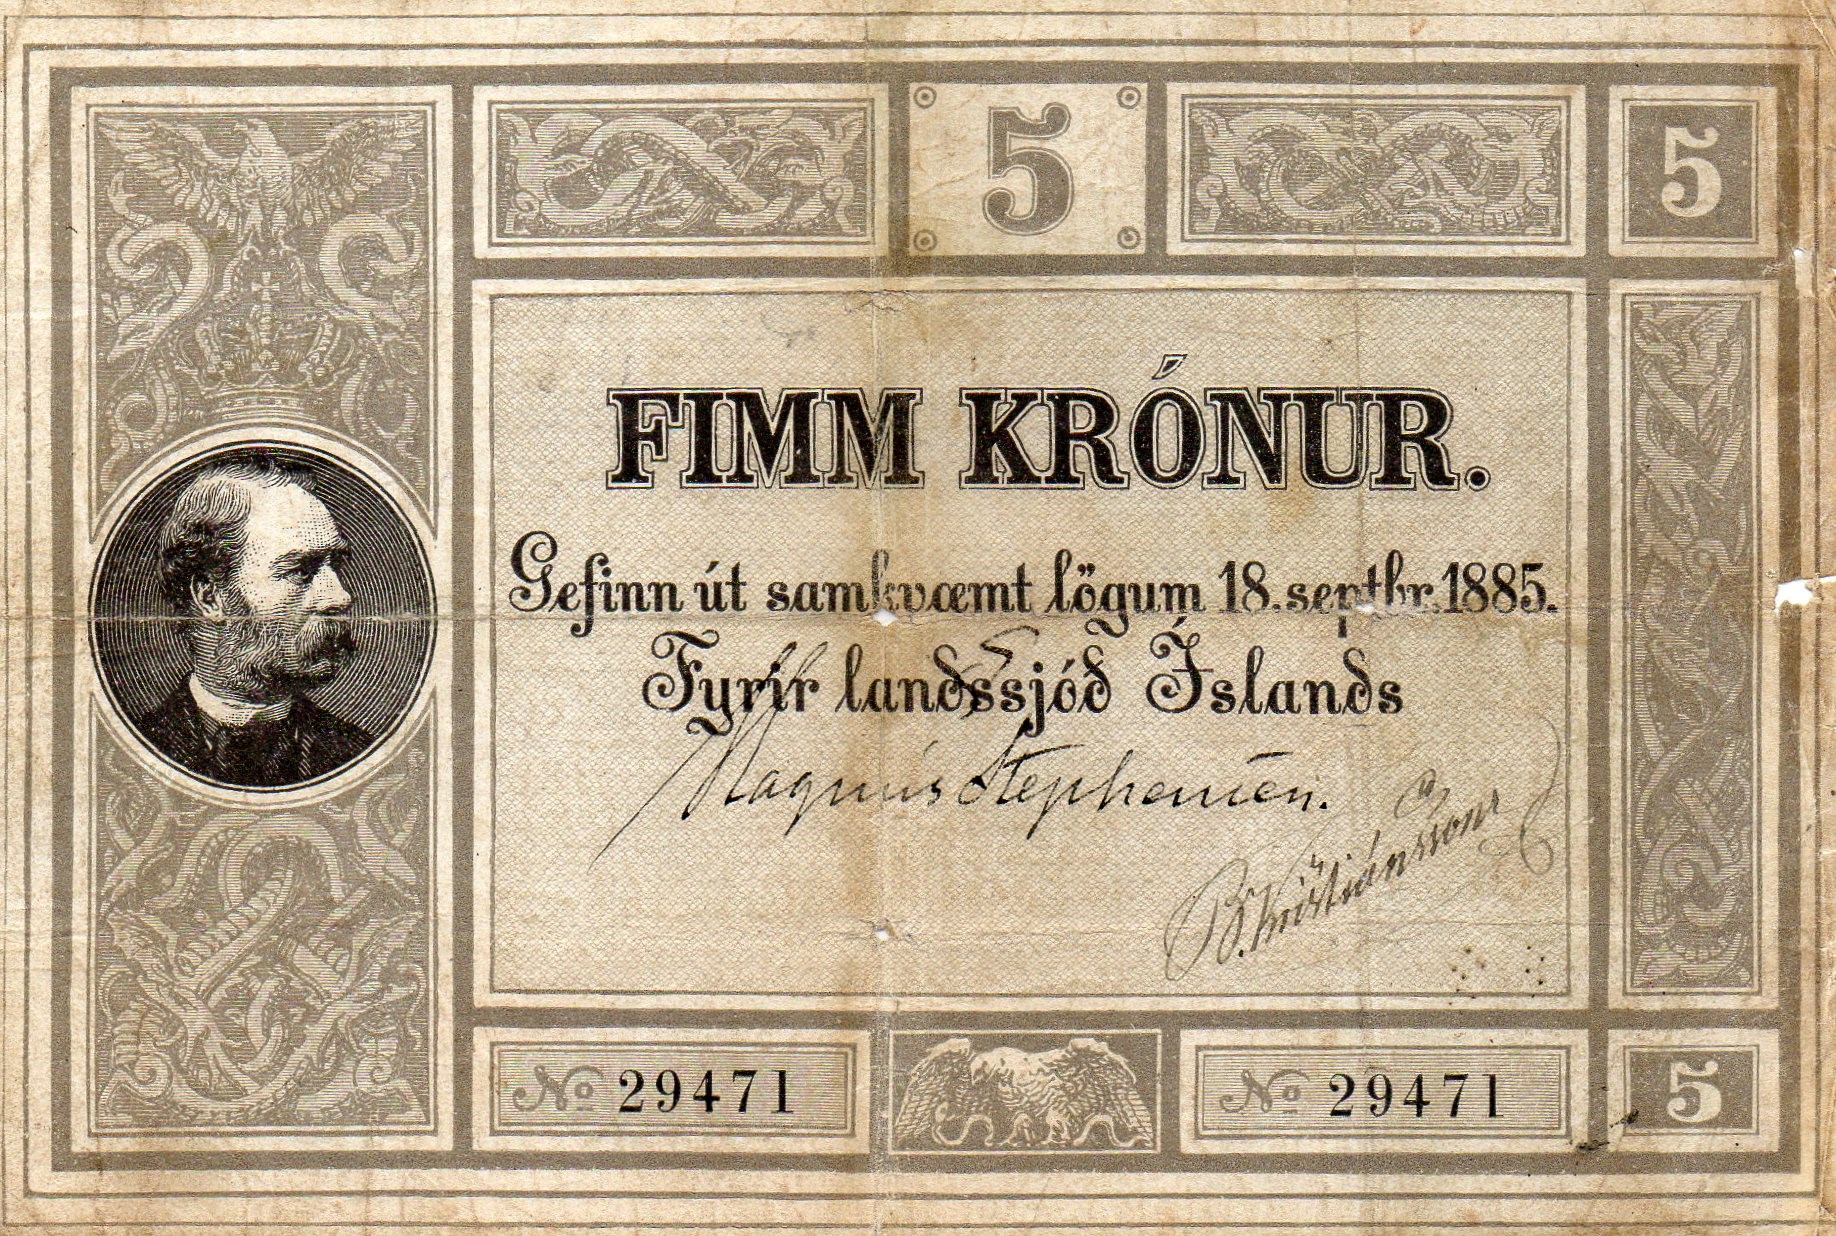 5
5
FIMM KRÓNUR.
Gefinn út samkvæmt lögum 18. septbr. 1885.
Fyrir landssjóð Íslands
Magnús Stephensen.
B. Kristjánsson
No 29471
No 29471
5